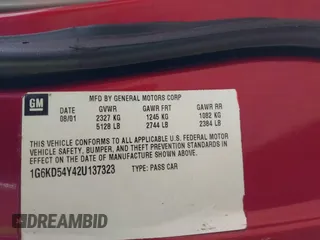 GM
MFD BY GENERAL MOTORS CORP
DATE GVWR GAWR FRT GAWR RR
08/01 2327 KG 1245 KG 1082 KG
5128 LB 2744 LB 2384 LB
THIS VEHICLE CONFORMS TO ALL APPLICABLE U.S. FEDERAL MOTOR
VEHICLE SAFETY, BUMPER, AND THEFT PREVENTION STANDARDS IN
EFFECT ON THE DATE OF MANUFACTURE SHOWN ABOVE.
1G6KD54Y42U137323 TYPE: PASS CAR
DREAMBID